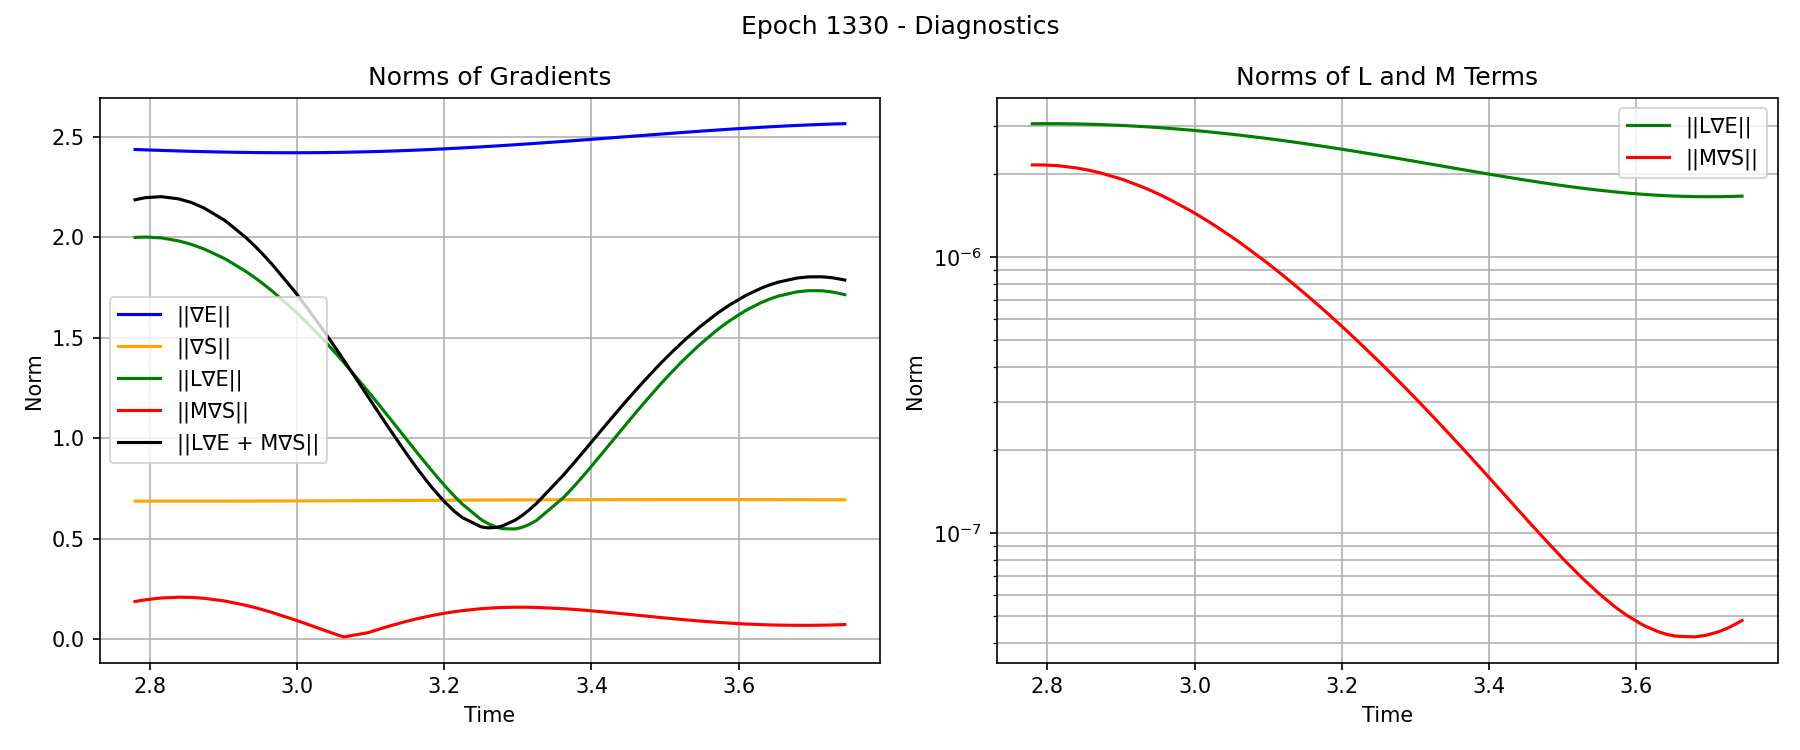 Epoch 1330 - Diagnostics
Norms of Gradients
Norm
2.5
2.0
1.5
1.0
0.5
0.0
||∇E||
||∇S||
||L∇E||
||M∇S||
||L∇E + M∇S||
2.8 3.0 3.2 3.4 3.6
Time
Norms of L and M Terms
Norm
10⁻⁶
10⁻⁷
||L∇E||
||M∇S||
2.8 3.0 3.2 3.4 3.6
Time